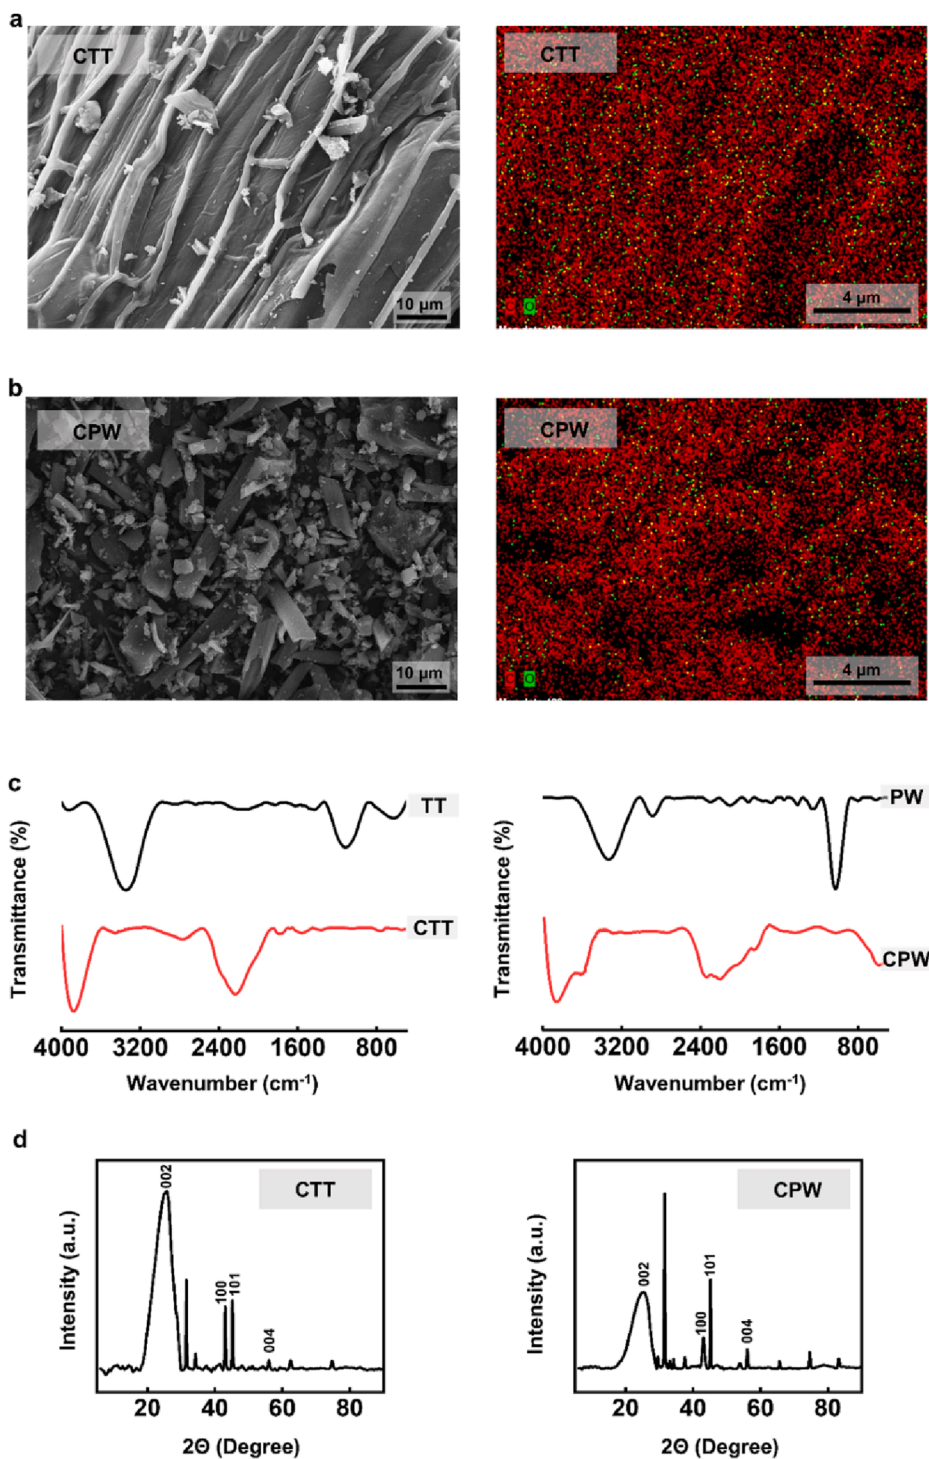 a
CTT
10 µm
CTT
C O
4 µm
b
CPW
10 µm
CPW
C O
4 µm
c
Transmittance (%)
TT
CTT
4000 3200 2400 1600 800
Wavenumber (cm⁻¹)
Transmittance (%)
PW
CPW
4000 3200 2400 1600 800
Wavenumber (cm⁻¹)
d
Intensity (a.u.)
CTT
002
100
101
004
20 40 60 80
2Θ (Degree)
Intensity (a.u.)
CPW
002
100
101
004
20 40 60 80
2Θ (Degree)